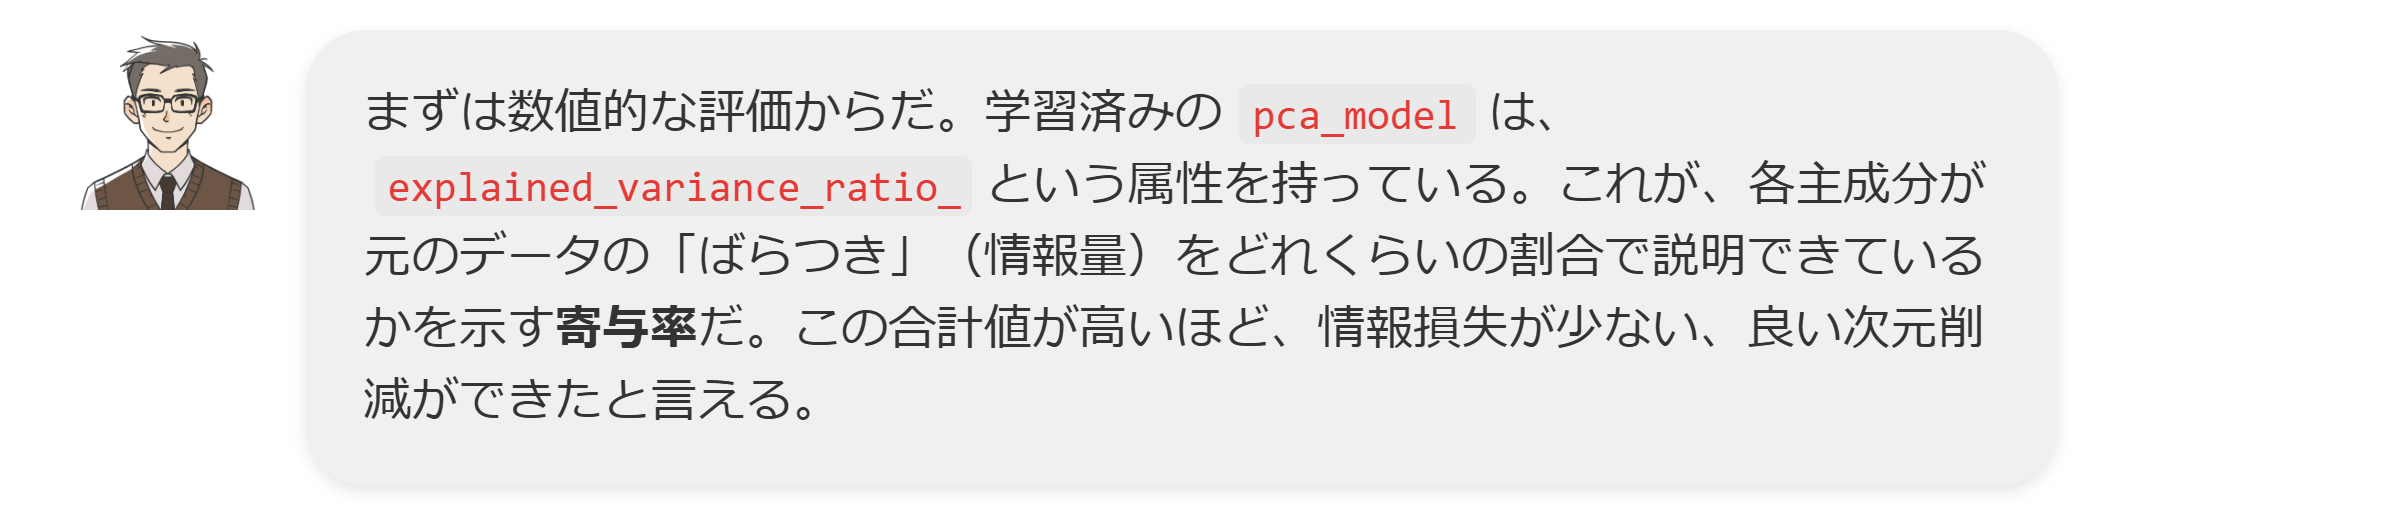 まずは数値的な評価からだ。学習済みの pca_model は、
explained_variance_ratio_ という属性を持っている。これが、各主成分が
元のデータの「ばらつき」（情報量）をどれくらいの割合で説明できている
かを示す寄与率だ。この合計値が高いほど、情報損失が少ない、良い次元削
減ができたと言える。